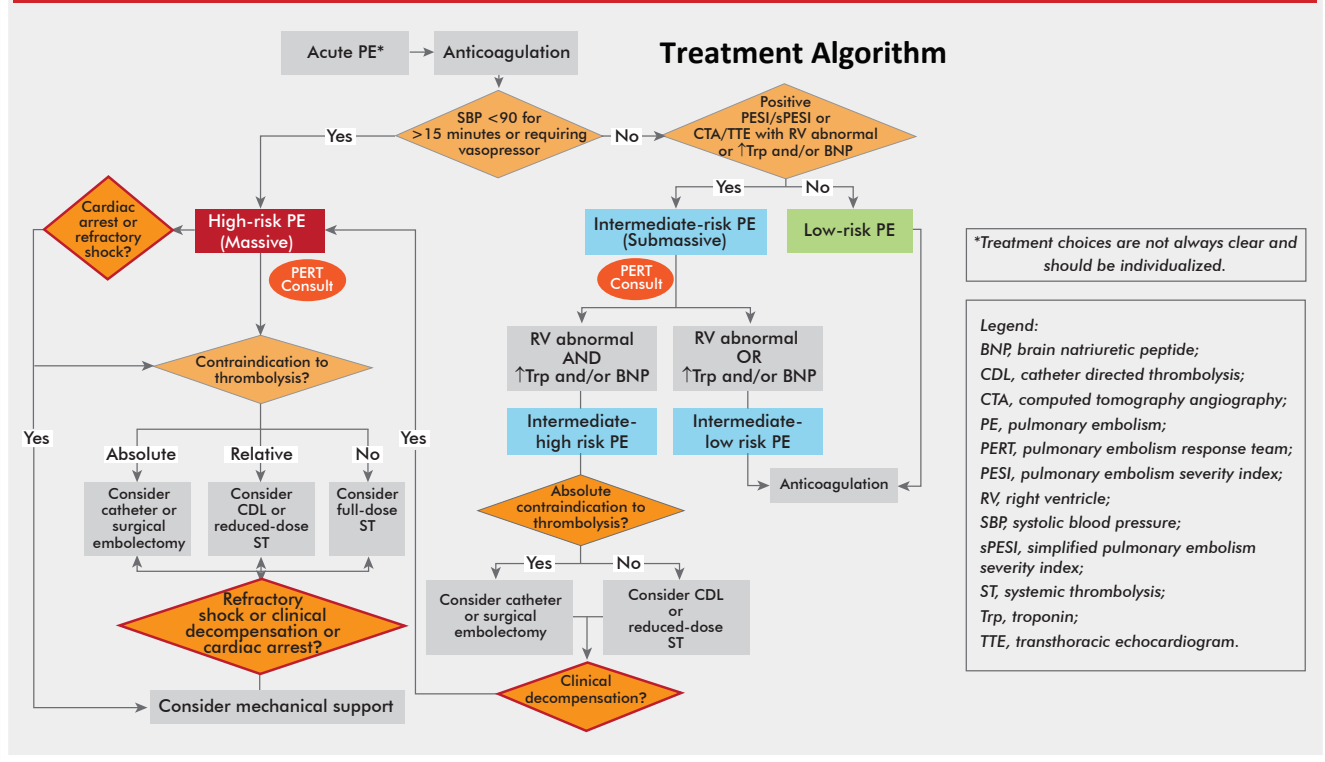 Treatment Algorithm
Acute PE*
Anticoagulation
SBP <90 for
>15 minutes or requiring
vasopressor
Yes
No
Positive
PESI/sPESI or
CTA/TTE with RV abnormal
or ↑Trp and/or BNP
Yes
No
Cardiac
arrest or
refractory
shock?
High-risk PE
(Massive)
PERT
Consult
Intermediate-risk PE
(Submassive)
PERT
Consult
Low-risk PE
Contraindication to
thrombolysis?
Yes
Absolute
Relative
No
Consider
catheter or
surgical
embolectomy
Consider
CDL or
reduced-dose
ST
Consider
full-dose
ST
Refractory
shock or clinical
decompensation or
cardiac arrest?
Consider mechanical support
Yes
RV abnormal
AND
↑Trp and/or BNP
RV abnormal
OR
↑Trp and/or BNP
Intermediate-
high risk PE
Intermediate-
low risk PE
Anticoagulation
Absolute
contraindication to
thrombolysis?
Yes
No
Consider catheter
or surgical
embolectomy
Consider CDL
or
reduced-dose
ST
Clinical
decompensation?
*Treatment choices are not always clear and
should be individualized.
Legend:
BNP, brain natriuretic peptide;
CDL, catheter directed thrombolysis;
CTA, computed tomography angiography;
PE, pulmonary embolism;
PERT, pulmonary embolism response team;
PESI, pulmonary embolism severity index;
RV, right ventricle;
SBP, systolic blood pressure;
sPESI, simplified pulmonary embolism
severity index;
ST, systemic thrombolysis;
Trp, troponin;
TTE, transthoracic echocardiogram.